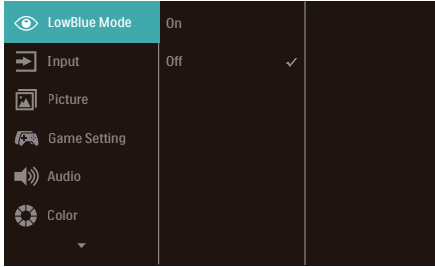 LowBlue Mode
On
Input
Off
Picture
Game Setting
Audio
Color